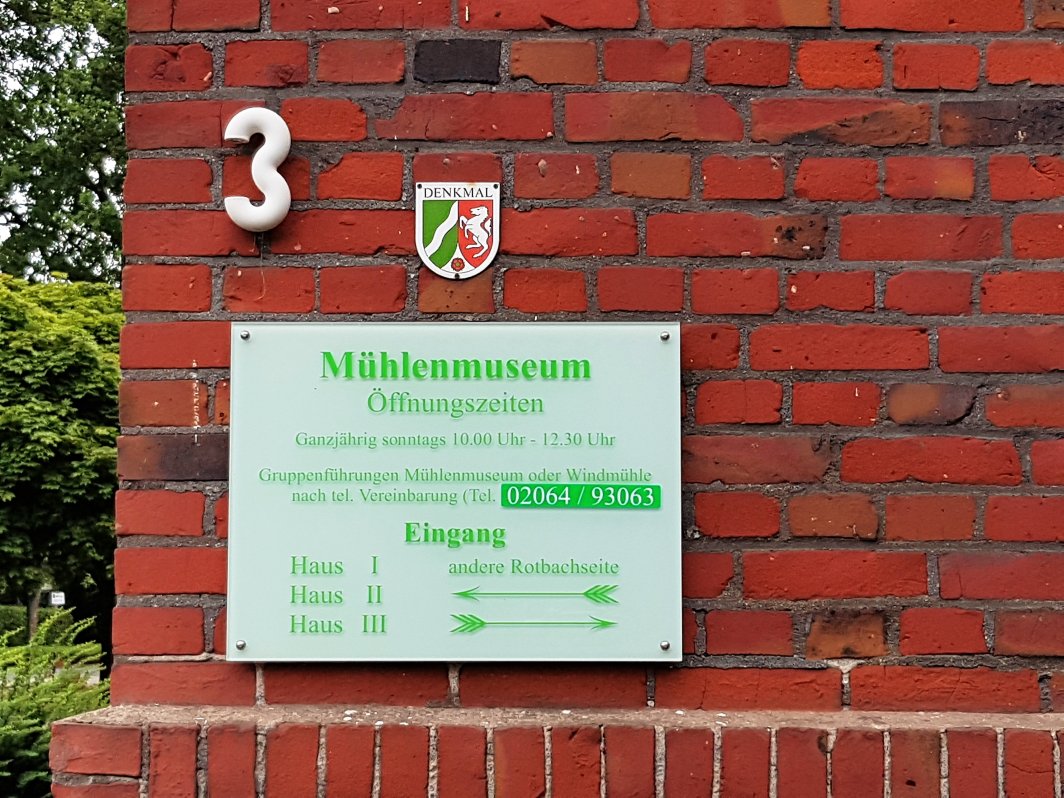 3
DENKMAL
Mühlenmuseum
Öffnungszeiten
Ganzjährig sonntags 10.00 Uhr - 12.30 Uhr
Gruppenführungen Mühlenmuseum oder Windmühle
nach tel. Vereinbarung (Tel. 02064 / 93063
Eingang
Haus I andere Rotbachseite
Haus II
Haus III